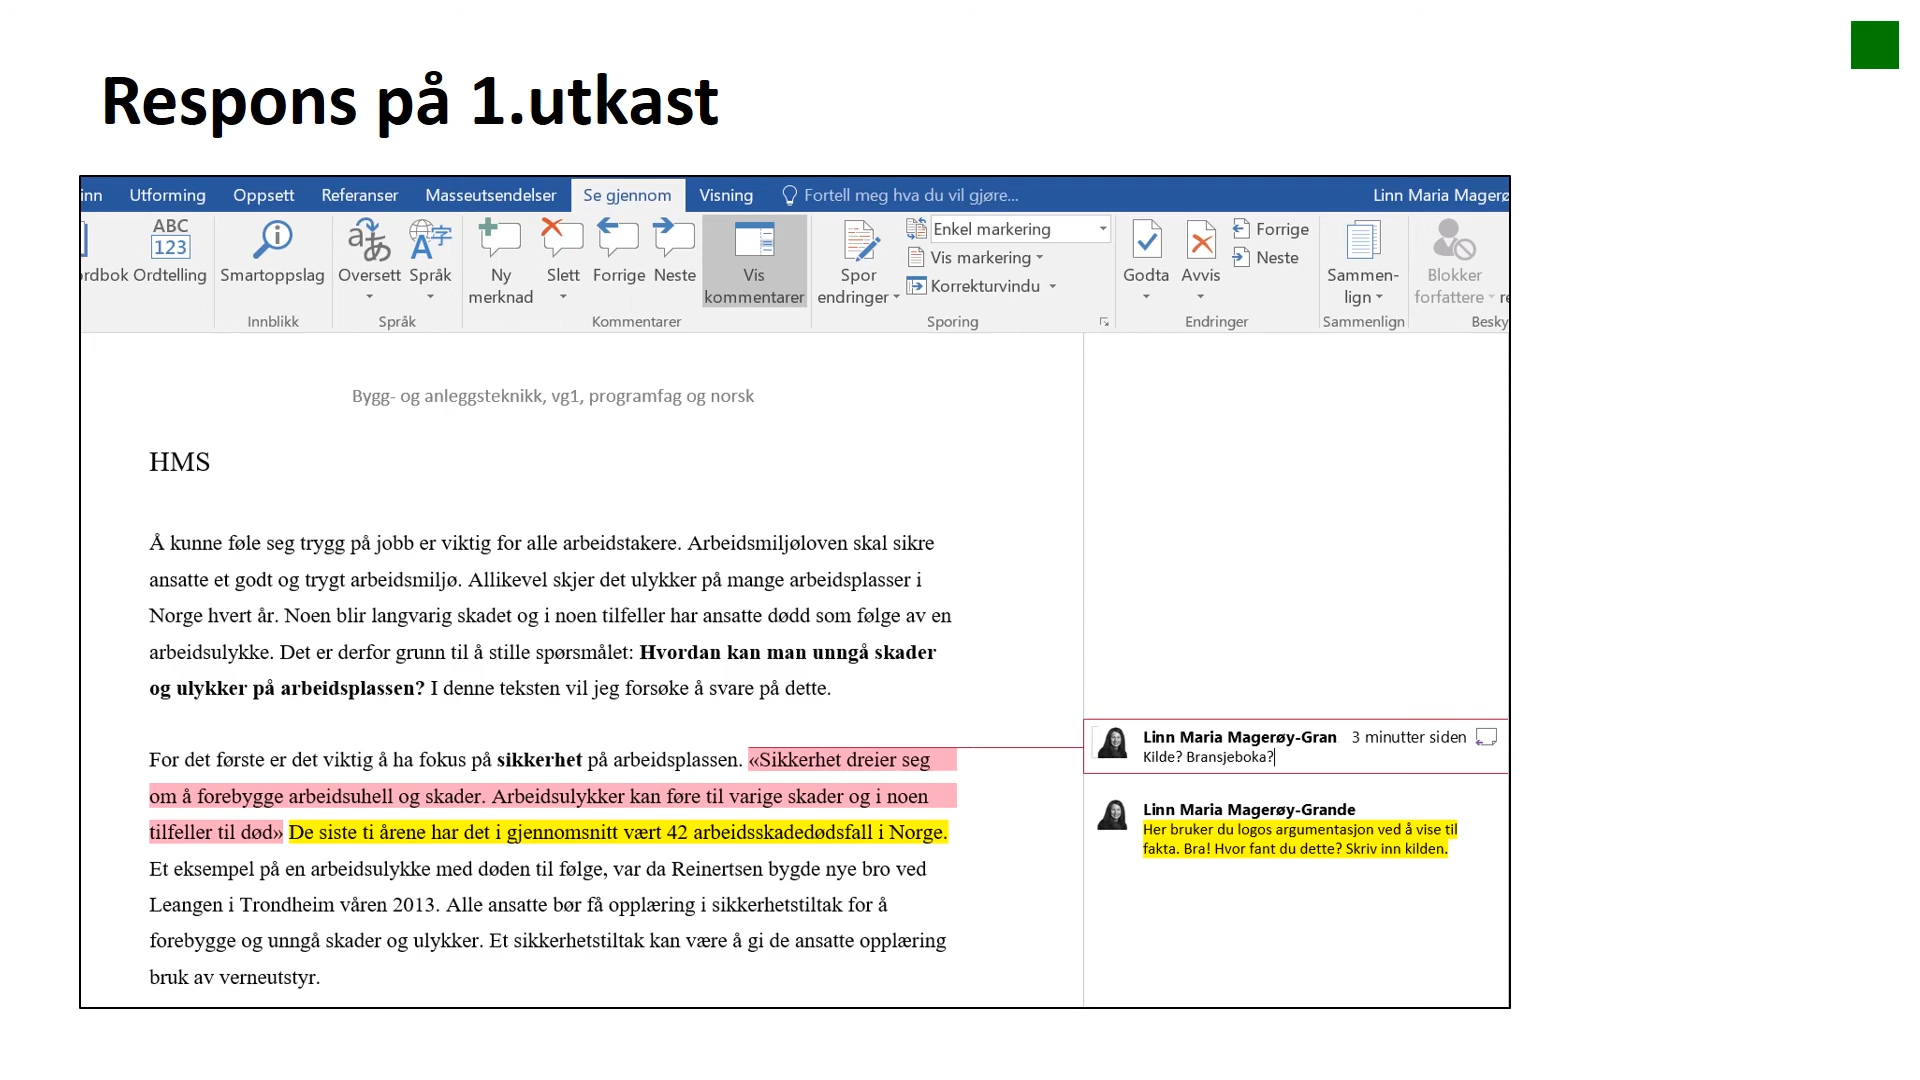 Respons på 1.utkast
inn Utforming Oppsett Referanser Masseutsendelser Se gjennom Visning Fortell meg hva du vil gjøre... Linn Maria Magerø
ABC
123
rdbok Ordtelling Smartoppslag Oversett Språk Ny merknad Slett Forrige Neste Vis kommentarer Spor endringer
Enkel markering
Vis markering
Korrekturvindu
Godta Avvis
Forrige
Neste
Sammen-
lign
Blokker
forfattere
re
Innblikk Språk Kommentarer Sporing Endringer Sammenlign Besky
Bygg- og anleggsteknikk, vg1, programfag og norsk
HMS
Å kunne føle seg trygg på jobb er viktig for alle arbeidstakere. Arbeidsmiljøloven skal sikre
ansatte et godt og trygt arbeidsmiljø. Allikevel skjer det ulykker på mange arbeidsplasser i
Norge hvert år. Noen blir langvarig skadet og i noen tilfeller har ansatte dødd som følge av en
arbeidsulykke. Det er derfor grunn til å stille spørsmålet: Hvordan kan man unngå skader
og ulykker på arbeidsplassen? I denne teksten vil jeg forsøke å svare på dette.
For det første er det viktig å ha fokus på sikkerhet på arbeidsplassen. «Sikkerhet dreier seg
om å forebygge arbeidsuhell og skader. Arbeidsulykker kan føre til varige skader og i noen
tilfeller til død» De siste ti årene har det i gjennomsnitt vært 42 arbeidsskadedødsfall i Norge.
Et eksempel på en arbeidsulykke med døden til følge, var da Reinertsen bygde nye bro ved
Leangen i Trondheim våren 2013. Alle ansatte bør få opplæring i sikkerhetstiltak for å
forebygge og unngå skader og ulykker. Et sikkerhetstiltak kan være å gi de ansatte opplæring
bruk av verneutstyr.
Linn Maria Magerøy-Gran 3 minutter siden
Kilde? Bransjeboka?
Linn Maria Magerøy-Grande
Her bruker du logos argumentasjon ved å vise til
fakta. Bra! Hvor fant du dette? Skriv inn kilden.